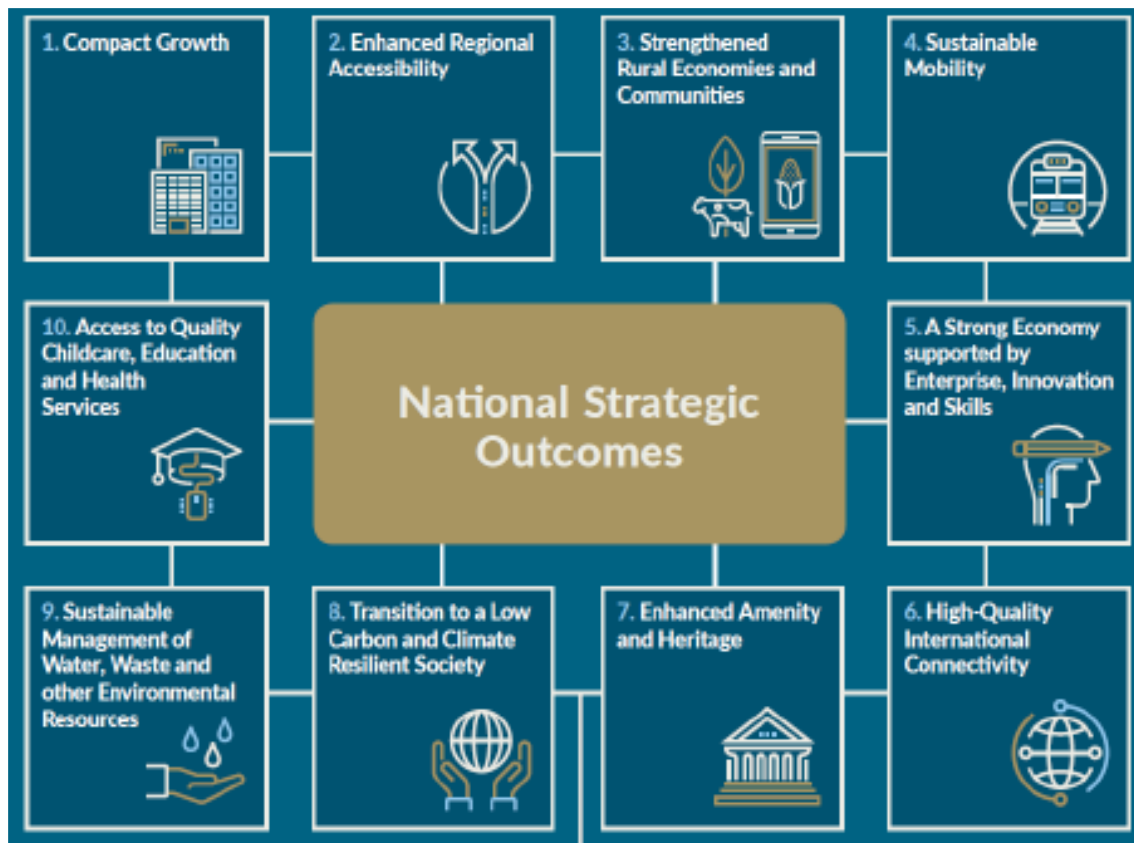 1. Compact Growth
2. Enhanced Regional
Accessibility
3. Strengthened
Rural Economies and
Communities
4. Sustainable
Mobility
10. Access to Quality
Childcare, Education
and Health
Services
National Strategic
Outcomes
5. A Strong Economy
supported by
Enterprise, Innovation
and Skills
9. Sustainable
Management of
Water, Waste and
other Environmental
Resources
8. Transition to a Low
Carbon and Climate
Resilient Society
7. Enhanced Amenity
and Heritage
6. High-Quality
International
Connectivity